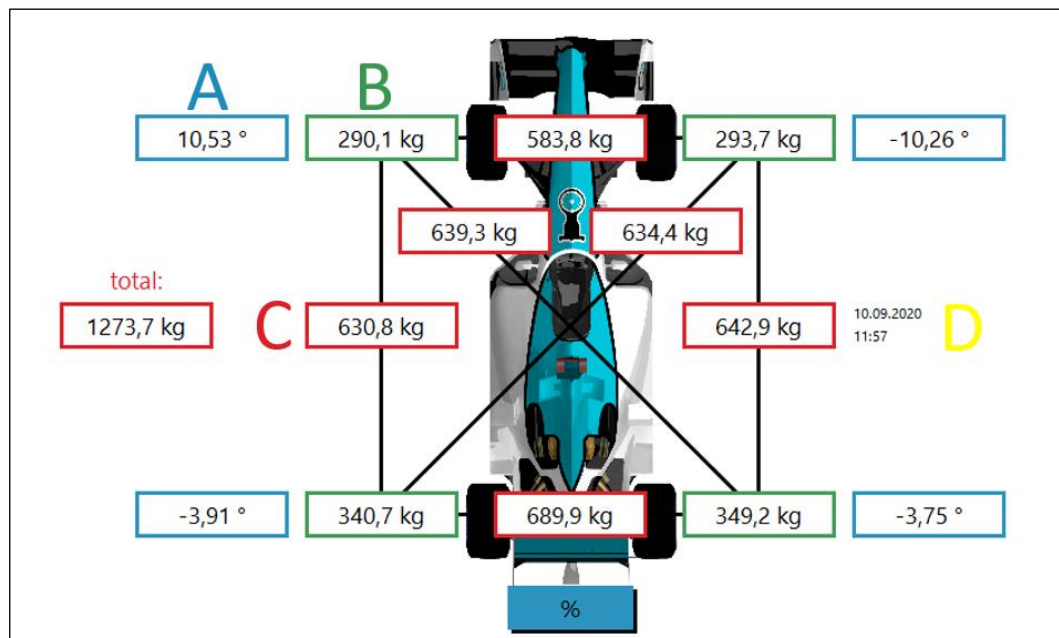 A
B
10,53 °
290,1 kg
583,8 kg
293,7 kg
-10,26 °
639,3 kg
634,4 kg
total:
1273,7 kg
C
630,8 kg
642,9 kg
10.09.2020
11:57
D
-3,91 °
340,7 kg
689,9 kg
349,2 kg
-3,75 °
%